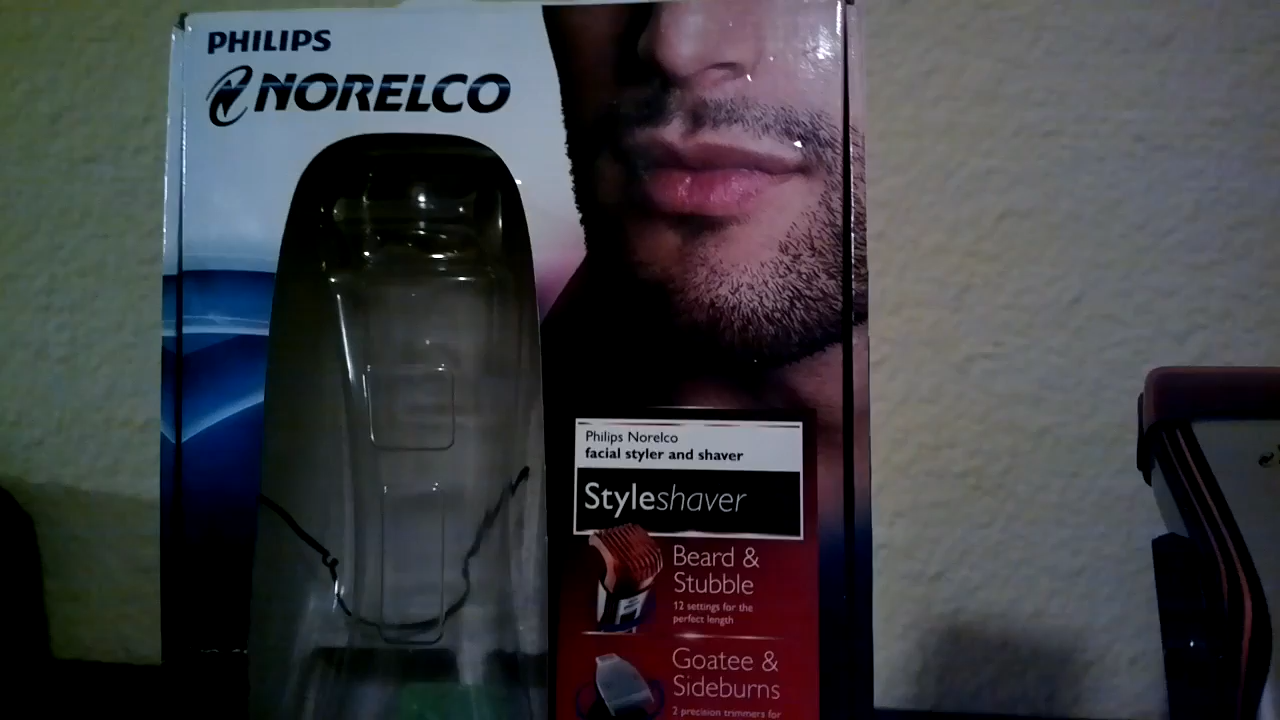 PHILIPS
NORELCO
Philips Norelco
facial styler and shaver
Styleshaver
Beard &
Stubble
12 settings for the
perfect length
Goatee &
Sideburns
2 precision trimmers for